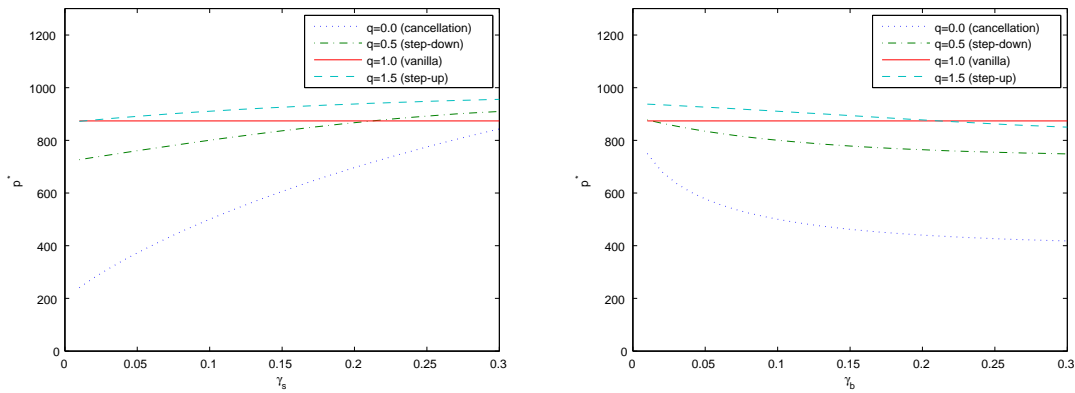 1200
1000
800
600
400
200
0
p*
0 0.05 0.1 0.15 0.2 0.25 0.3
γs
q=0.0 (cancellation)
q=0.5 (step-down)
q=1.0 (vanilla)
q=1.5 (step-up)
1200
1000
800
600
400
200
0
p*
0 0.05 0.1 0.15 0.2 0.25 0.3
γb
q=0.0 (cancellation)
q=0.5 (step-down)
q=1.0 (vanilla)
q=1.5 (step-up)